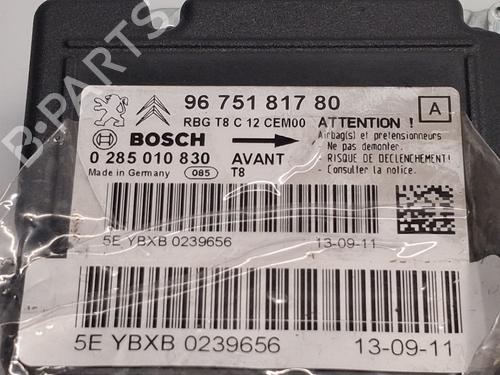 96 751 817 80
A
RBG T8 C 12 CEM00
ATTENTION !
BOSCH
Airbag(s) et pretensionneurs
- Ne pas demonter.
0 285 010 830
AVANT
- RISQUE DE DECLENCHEMENT!
- Consulter la notice.
Made in Germany
085
T8
5E YBXB 0239656
13-09-11
5E YBXB 0239656
13-09-11
B-PARTS